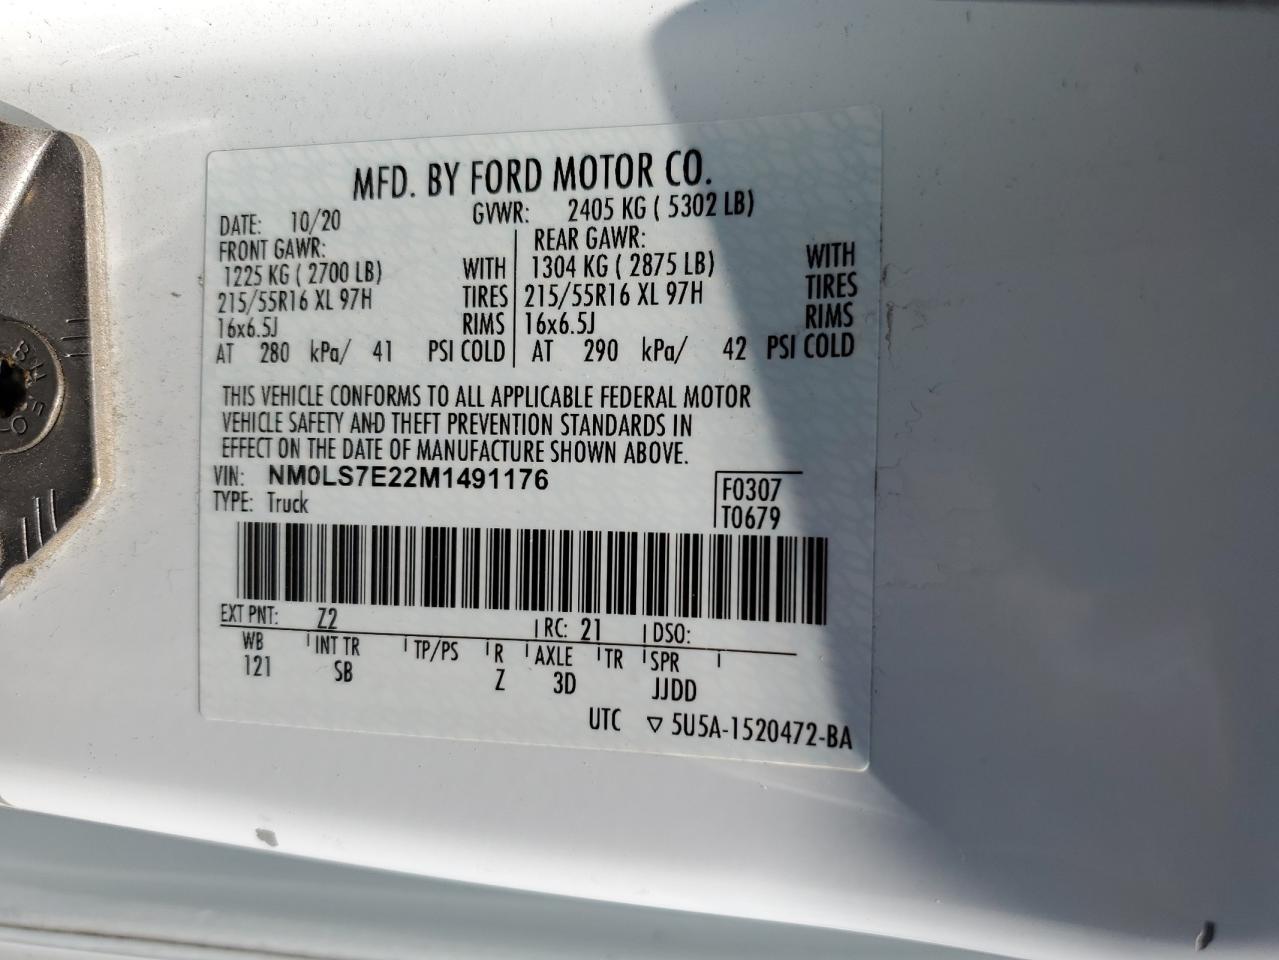 MFD. BY FORD MOTOR CO.
DATE: 10/20 GVWR: 2405 KG ( 5302 LB)
FRONT GAWR: REAR GAWR:
1225 KG ( 2700 LB) WITH 1304 KG ( 2875 LB) WITH
215/55R16 XL 97H TIRES 215/55R16 XL 97H TIRES
16x6.5J RIMS 16x6.5J RIMS
AT 280 kPa/ 41 PSI COLD AT 290 kPa/ 42 PSI COLD
THIS VEHICLE CONFORMS TO ALL APPLICABLE FEDERAL MOTOR
VEHICLE SAFETY AND THEFT PREVENTION STANDARDS IN
EFFECT ON THE DATE OF MANUFACTURE SHOWN ABOVE.
VIN: NM0LS7E22M1491176 F0307
TYPE: Truck T0679
EXT PNT: Z2 RC: 21 DSO:
WB INT TR TP/PS R AXLE TR SPR
121 SB Z 3D JJDD
UTC ▽ 5U5A-1520472-BA